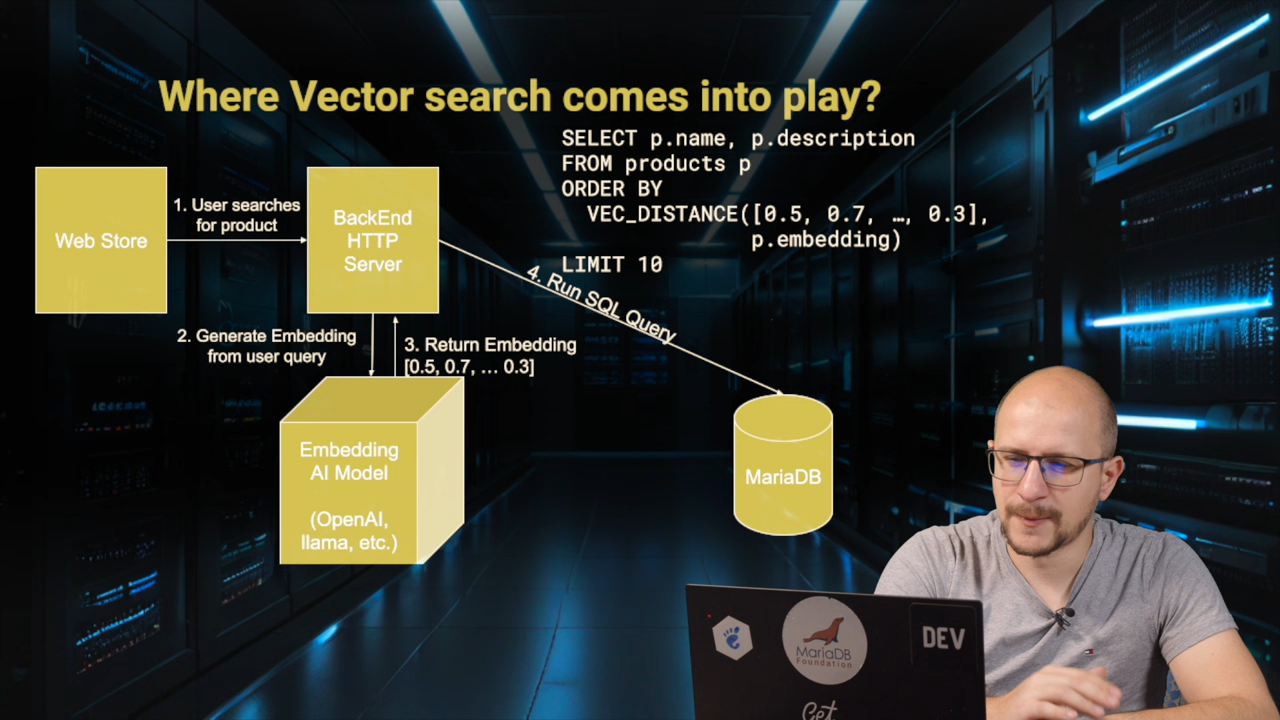 Where Vector search comes into play?
SELECT p.name, p.description
FROM products p
ORDER BY
VEC_DISTANCE([0.5, 0.7, …, 0.3],
p.embedding)
LIMIT 10
Web Store
1. User searches
for product
BackEnd
HTTP
Server
4. Run SQL Query
2. Generate Embedding
from user query
3. Return Embedding
[0.5, 0.7, … 0.3]
Embedding
AI Model
(OpenAI,
llama, etc.)
MariaDB
MariaDB
Foundation
DEV
Get